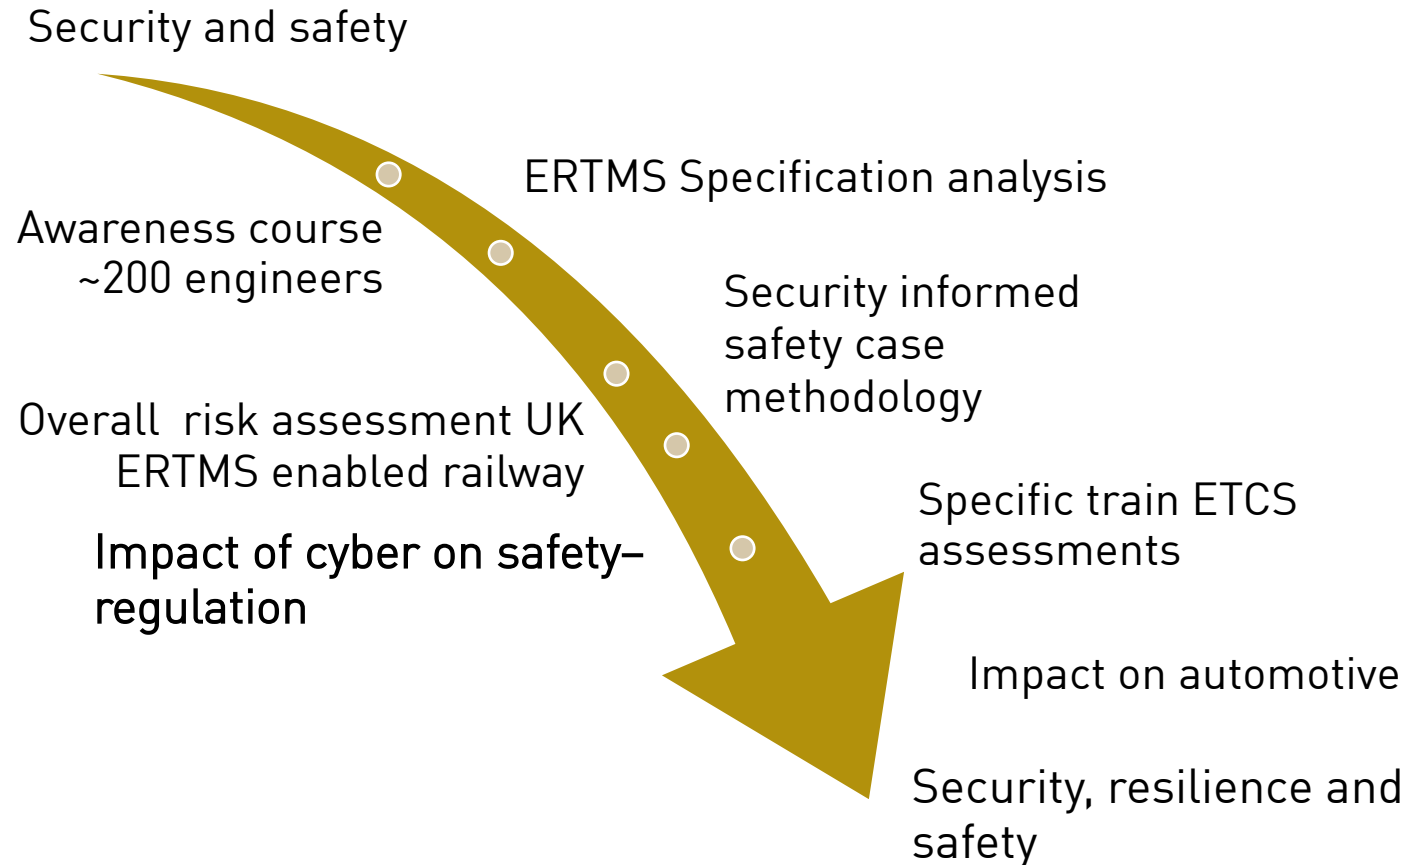 Security and safety
ERTMS Specification analysis
Awareness course
~200 engineers
Security informed
safety case
methodology
Overall  risk assessment UK
ERTMS enabled railway
Specific train ETCS
assessments
Impact of cyber on safety–
regulation
Impact on automotive
Security, resilience and
safety